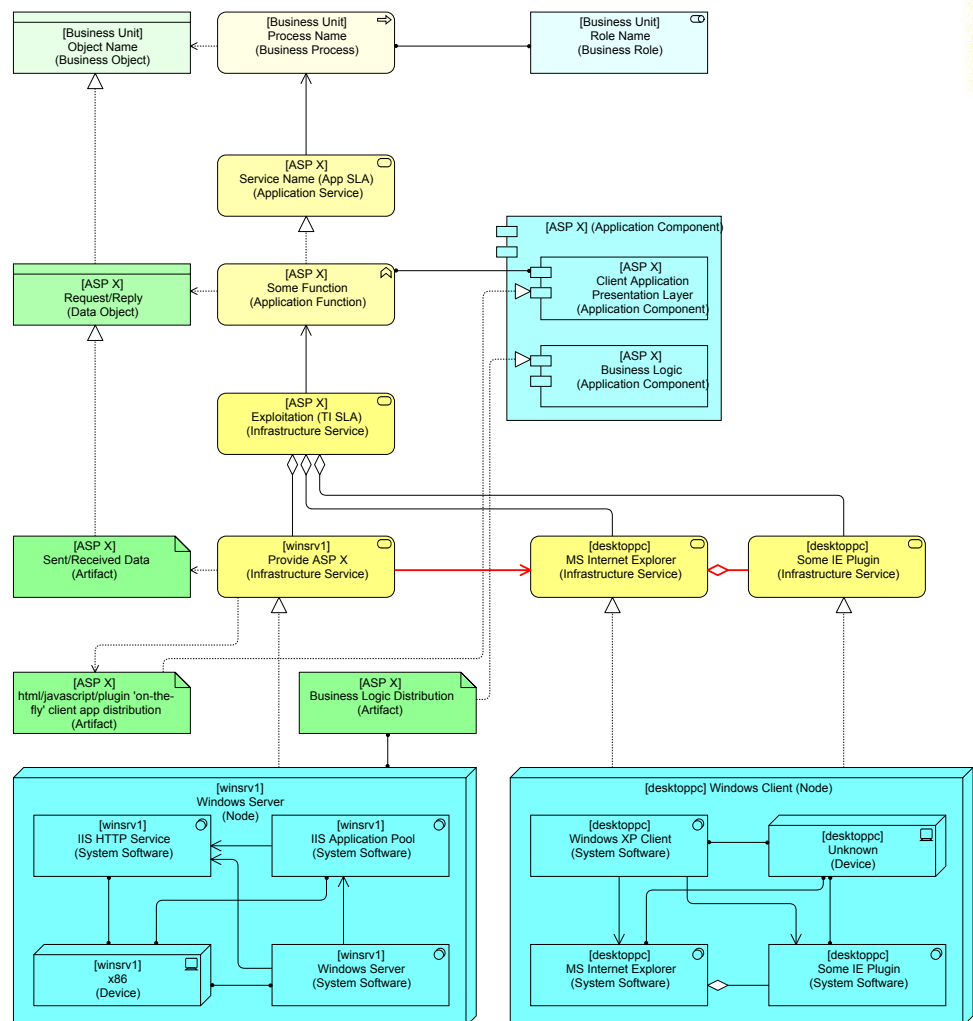 [Business Unit]
Object Name
(Business Object)
[Business Unit]
Process Name
(Business Process)
[Business Unit]
Role Name
(Business Role)
[ASP X]
Service Name (App SLA)
(Application Service)
[ASP X] (Application Component)
[ASP X]
Request/Reply
(Data Object)
[ASP X]
Some Function
(Application Function)
[ASP X]
Client Application
Presentation Layer
(Application Component)
[ASP X]
Business Logic
(Application Component)
[ASP X]
Exploitation (TI SLA)
(Infrastructure Service)
[ASP X]
Sent/Received Data
(Artifact)
[winsrv1]
Provide ASP X
(Infrastructure Service)
[desktoppc]
MS Internet Explorer
(Infrastructure Service)
[desktoppc]
Some IE Plugin
(Infrastructure Service)
[ASP X]
html/javascript/plugin 'on-the-
fly' client app distribution
(Artifact)
[ASP X]
Business Logic Distribution
(Artifact)
[winsrv1]
Windows Server
(Node)
[winsrv1]
IIS HTTP Service
(System Software)
[winsrv1]
IIS Application Pool
(System Software)
[winsrv1]
x86
(Device)
[winsrv1]
Windows Server
(System Software)
[desktoppc] Windows Client (Node)
[desktoppc]
Windows XP Client
(System Software)
[desktoppc]
Unknown
(Device)
[desktoppc]
MS Internet Explorer
(System Software)
[desktoppc]
Some IE Plugin
(System Software)